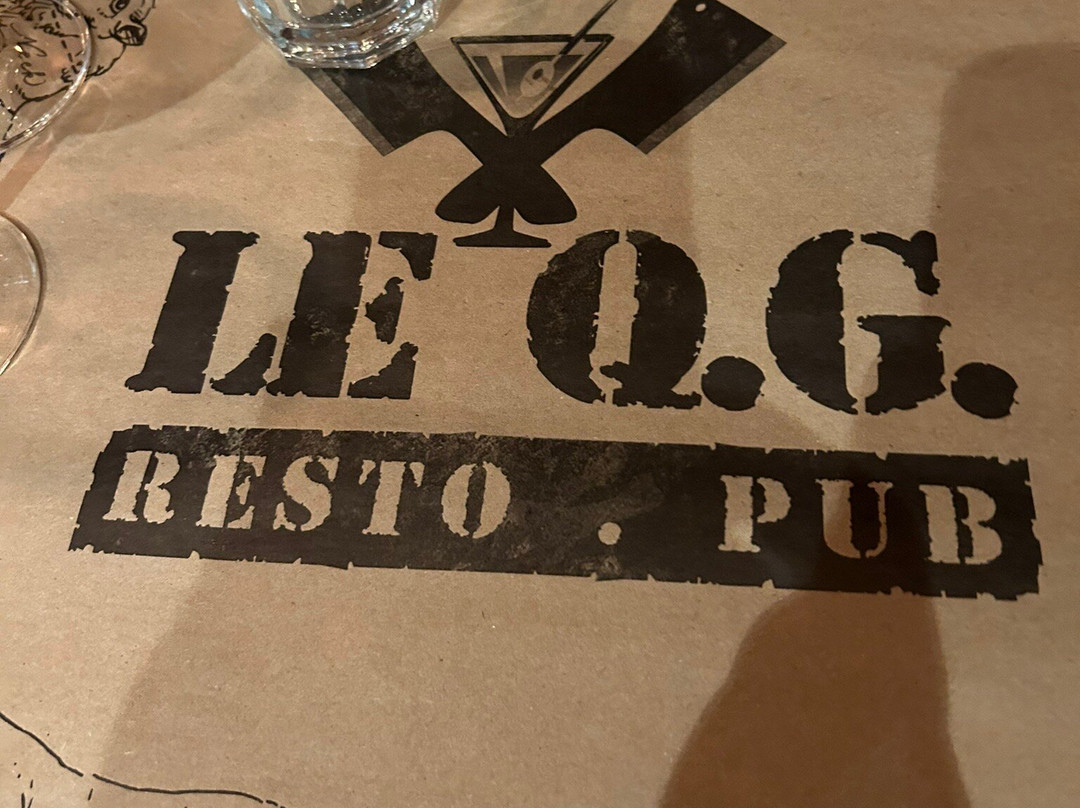 LE Q.G.
RESTO . PUB